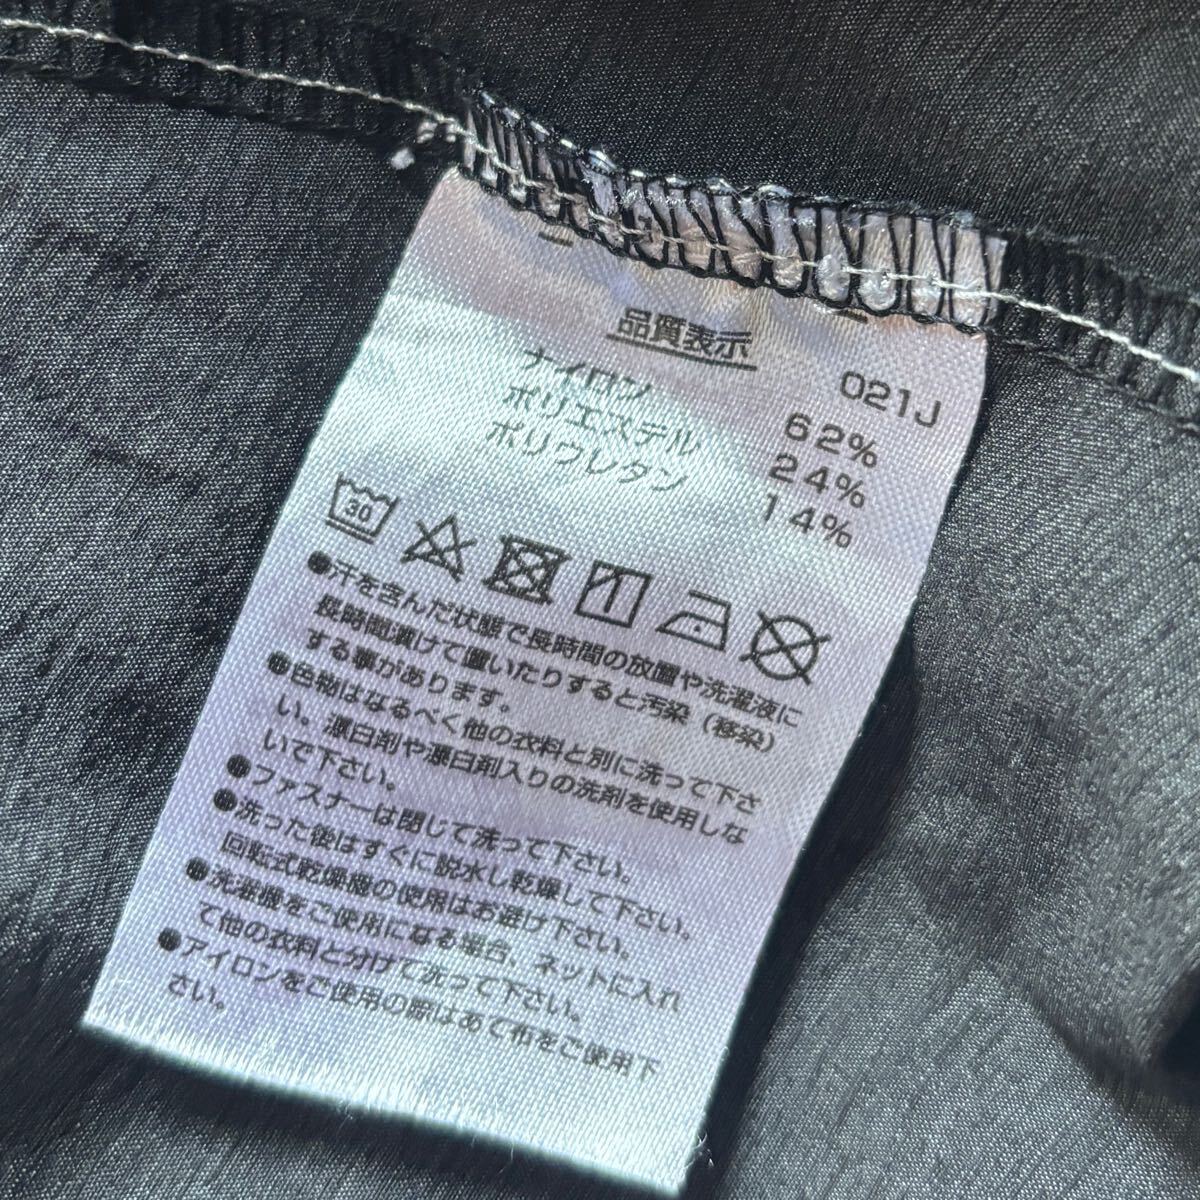 品質表示
021J
ナイロン 62%
ポリエステル 24%
ポリウレタン 14%
30
●汗を含んだ状態で長時間の放置や洗濯液に
長時間漬けて置いたりすると汚染（移染）
する事があります。
●色物はなるべく他の衣料と別に洗って下さ
い。漂白剤や漂白剤入りの洗剤を使用しな
いで下さい。
●ファスナーは閉じて洗って下さい。
●洗った後はすぐに脱水し乾燥して下さい。
回転式乾燥機の使用はお避け下さい。
●洗濯機をご使用になる場合、ネットに入れ
て他の衣料と分けて洗って下さい。
●アイロンをご使用の際はあて布をご使用下
さい。